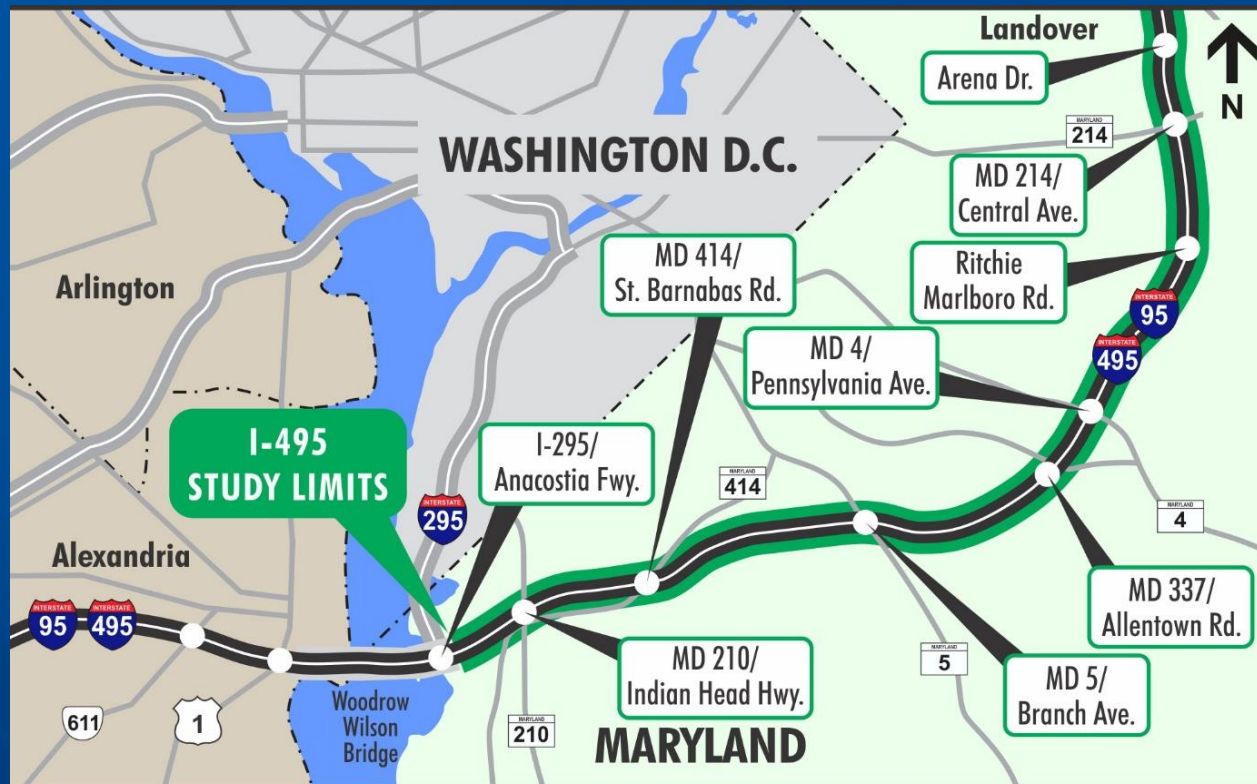 Landover
N
Arena Dr.
MARYLAND
214
WASHINGTON D.C.
MD 214/
Central Ave.
MD 414/
St. Barnabas Rd.
Ritchie
Marlboro Rd.
Arlington
INTERSTATE
95
INTERSTATE
495
MD 4/
Pennsylvania Ave.
I-495
STUDY LIMITS
I-295/
Anacostia Fwy.
MARYLAND
414
INTERSTATE
295
MARYLAND
4
Alexandria
INTERSTATE
95
INTERSTATE
495
MD 337/
Allentown Rd.
MD 210/
Indian Head Hwy.
MARYLAND
5
MD 5/
Branch Ave.
611
1
Woodrow
Wilson
Bridge
MARYLAND
210
MARYLAND